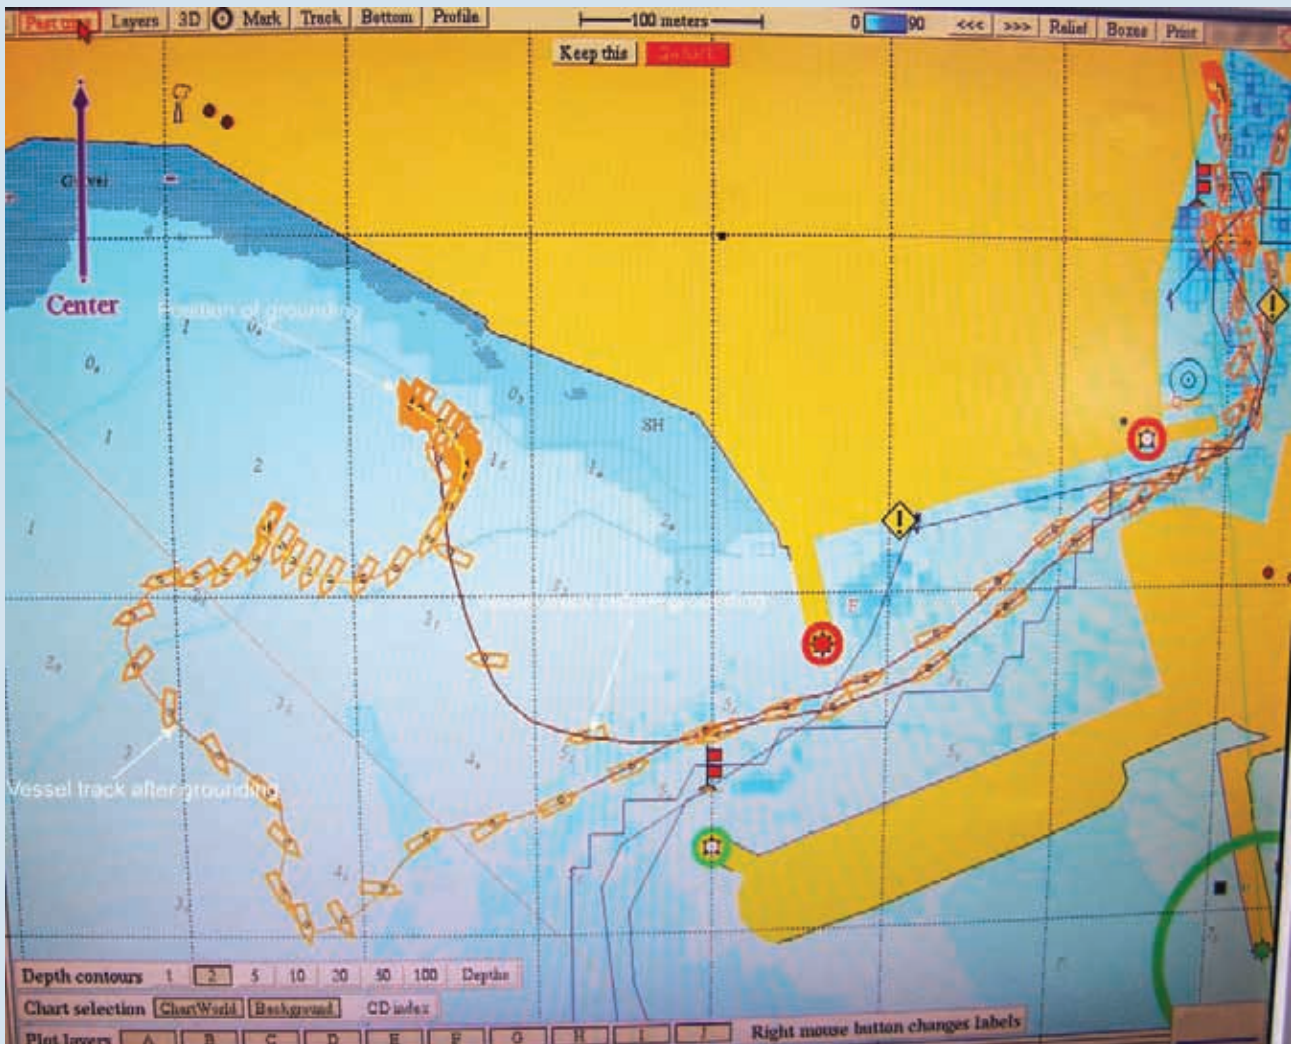 Layers 3D Mark Track Bottom Profile
100 meters
0 90
<<< >>> Relief Boxes Print
Keep this
Center
Position of grounding
SH
Vessel track after grounding
Depth contours 1 2 5 10 20 50 100 Depths
Chart selection ChartWorld Background CD index
Plot layers A B C D E F G H I J
Right mouse button changes labels